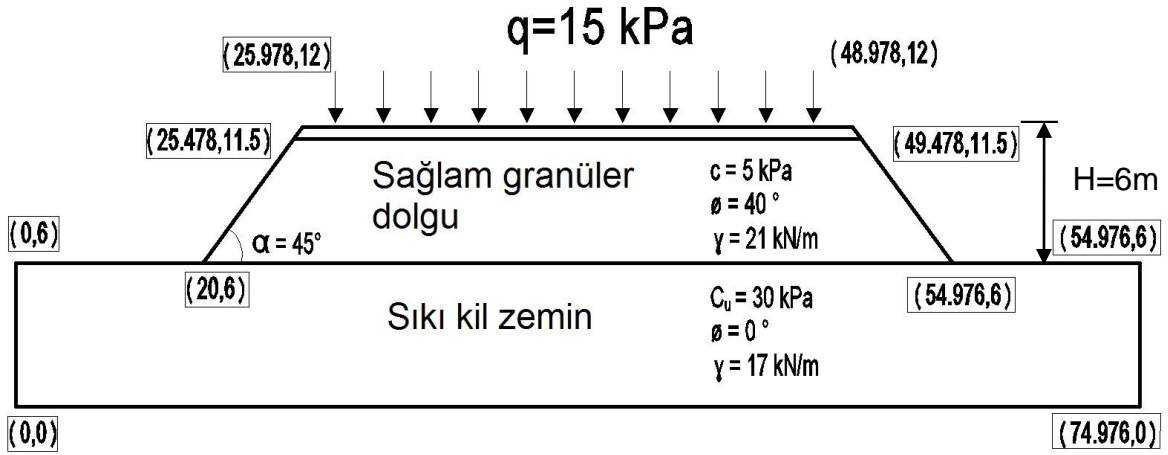 q=15 kPa
(25.978,12)
(48.978,12)
(25.478,11.5)
(49.478,11.5)
Sağlam granüler
dolgu
c = 5 kPa
ø = 40 °
γ = 21 kN/m
H=6m
(0,6)
α = 45°
(54.976,6)
(20,6)
(54.976,6)
Sıkı kil zemin
Cu = 30 kPa
ø = 0 °
γ = 17 kN/m
(0,0)
(74.976,0)